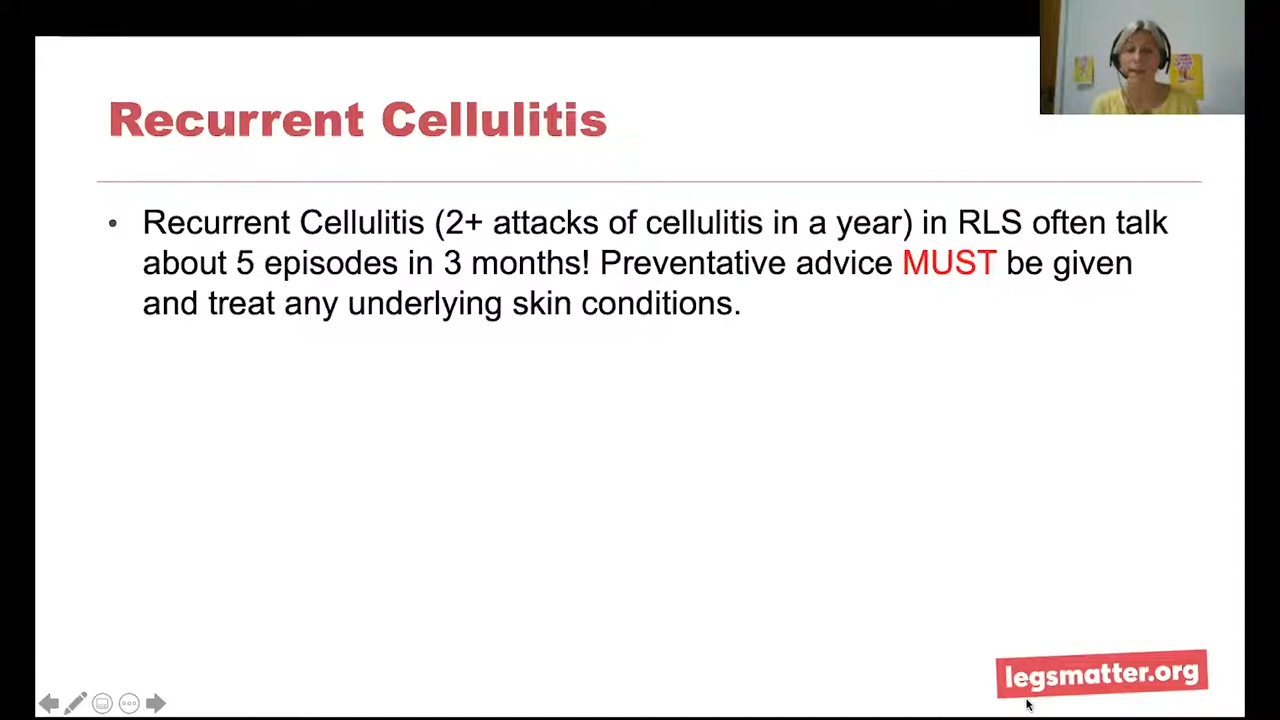 Recurrent Cellulitis
• Recurrent Cellulitis (2+ attacks of cellulitis in a year) in RLS often talk
about 5 episodes in 3 months! Preventative advice MUST be given
and treat any underlying skin conditions.
legsmatter.org